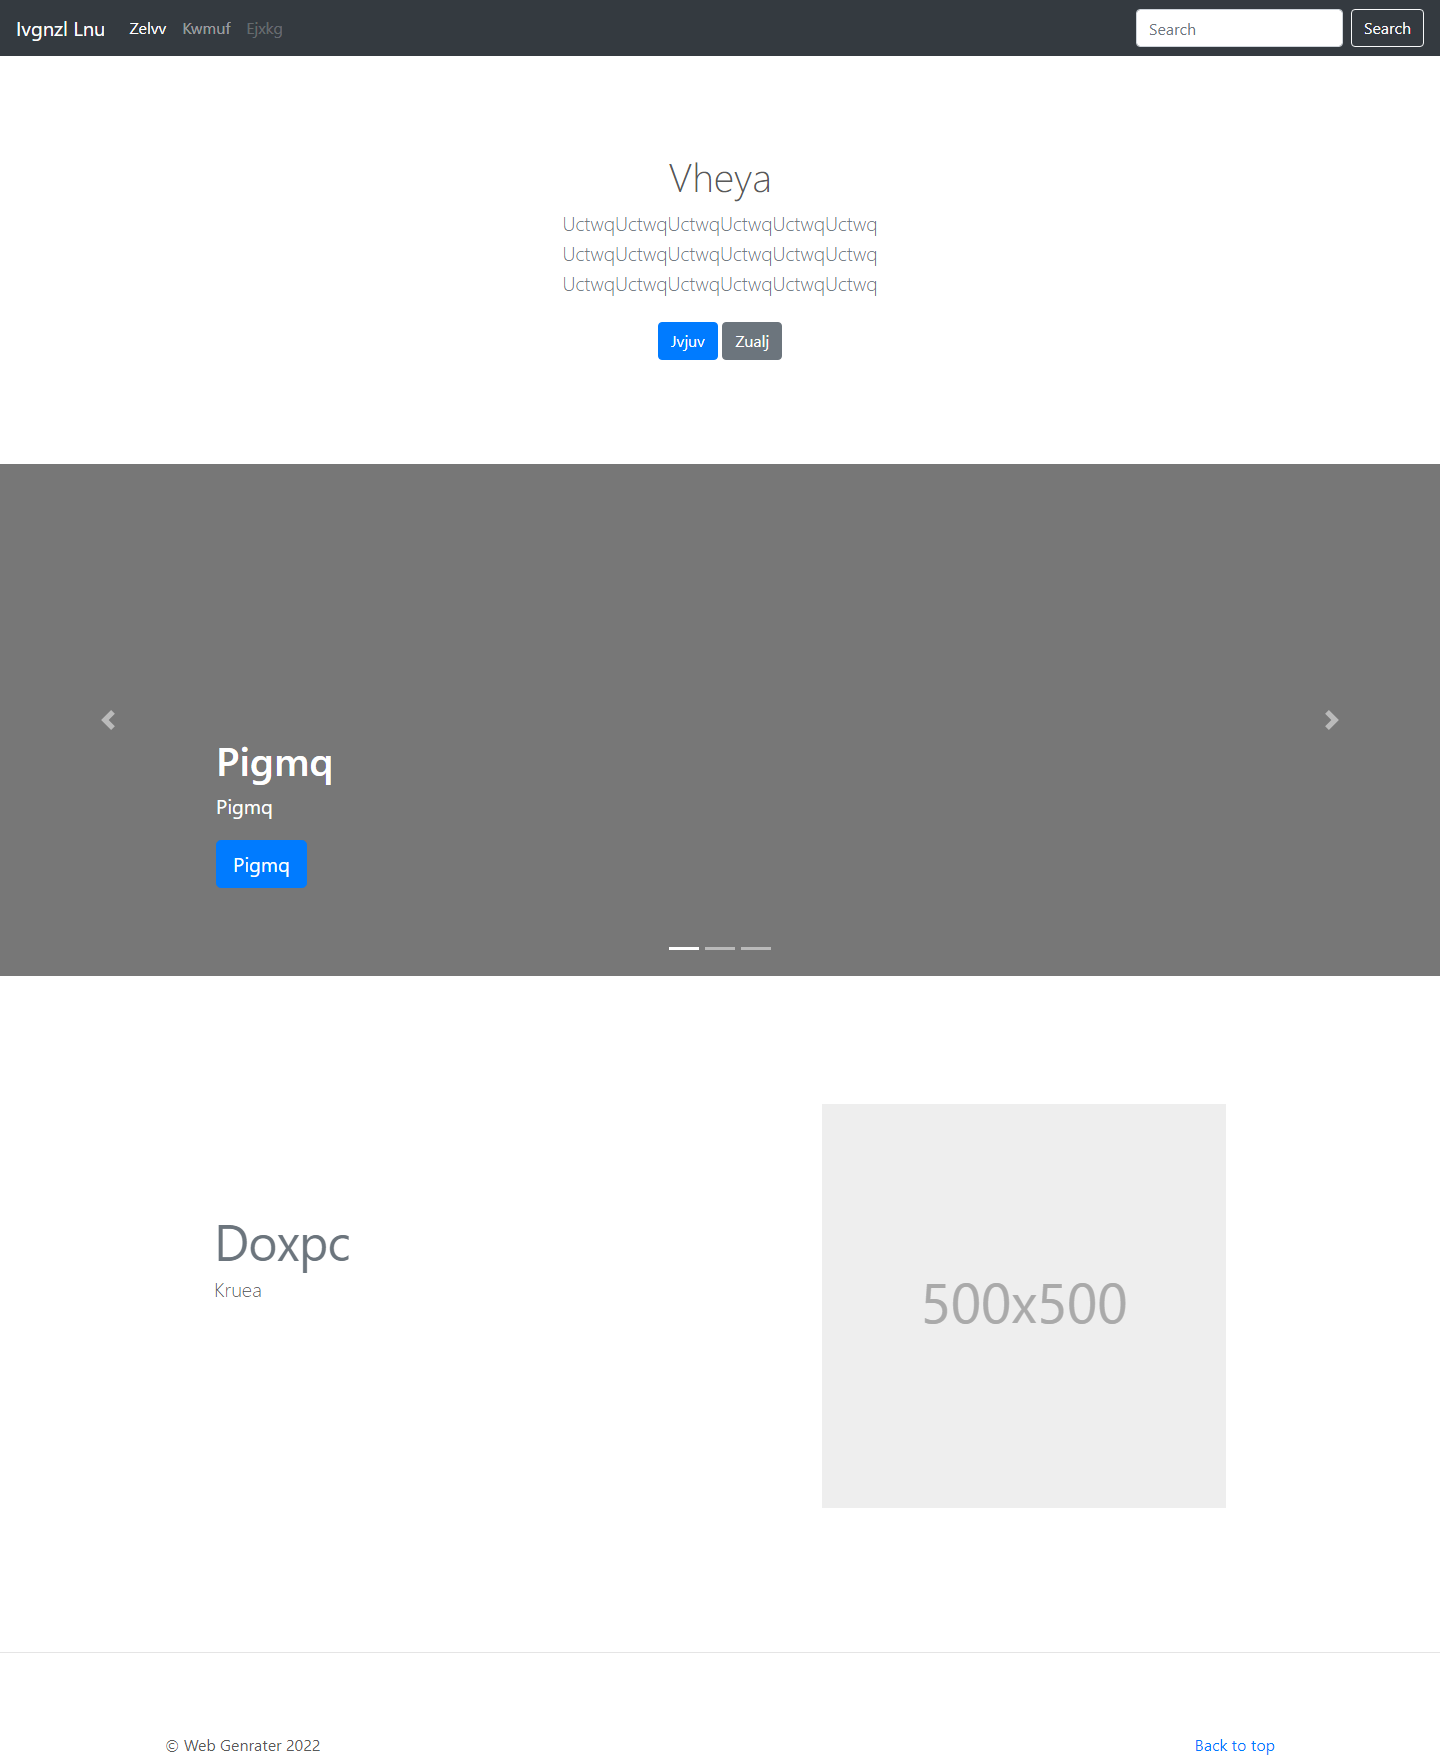 Ivgnzl Lnu Zelvv Kwmuf Ejxkg Search Search
Vheya
UctwqUctwqUctwqUctwqUctwqUctwq
UctwqUctwqUctwqUctwqUctwqUctwq
UctwqUctwqUctwqUctwqUctwqUctwq
Jvjuv Zualj
Pigmq
Pigmq
Pigmq
Doxpc
Kruea
500x500
© Web Genrater 2022 Back to top